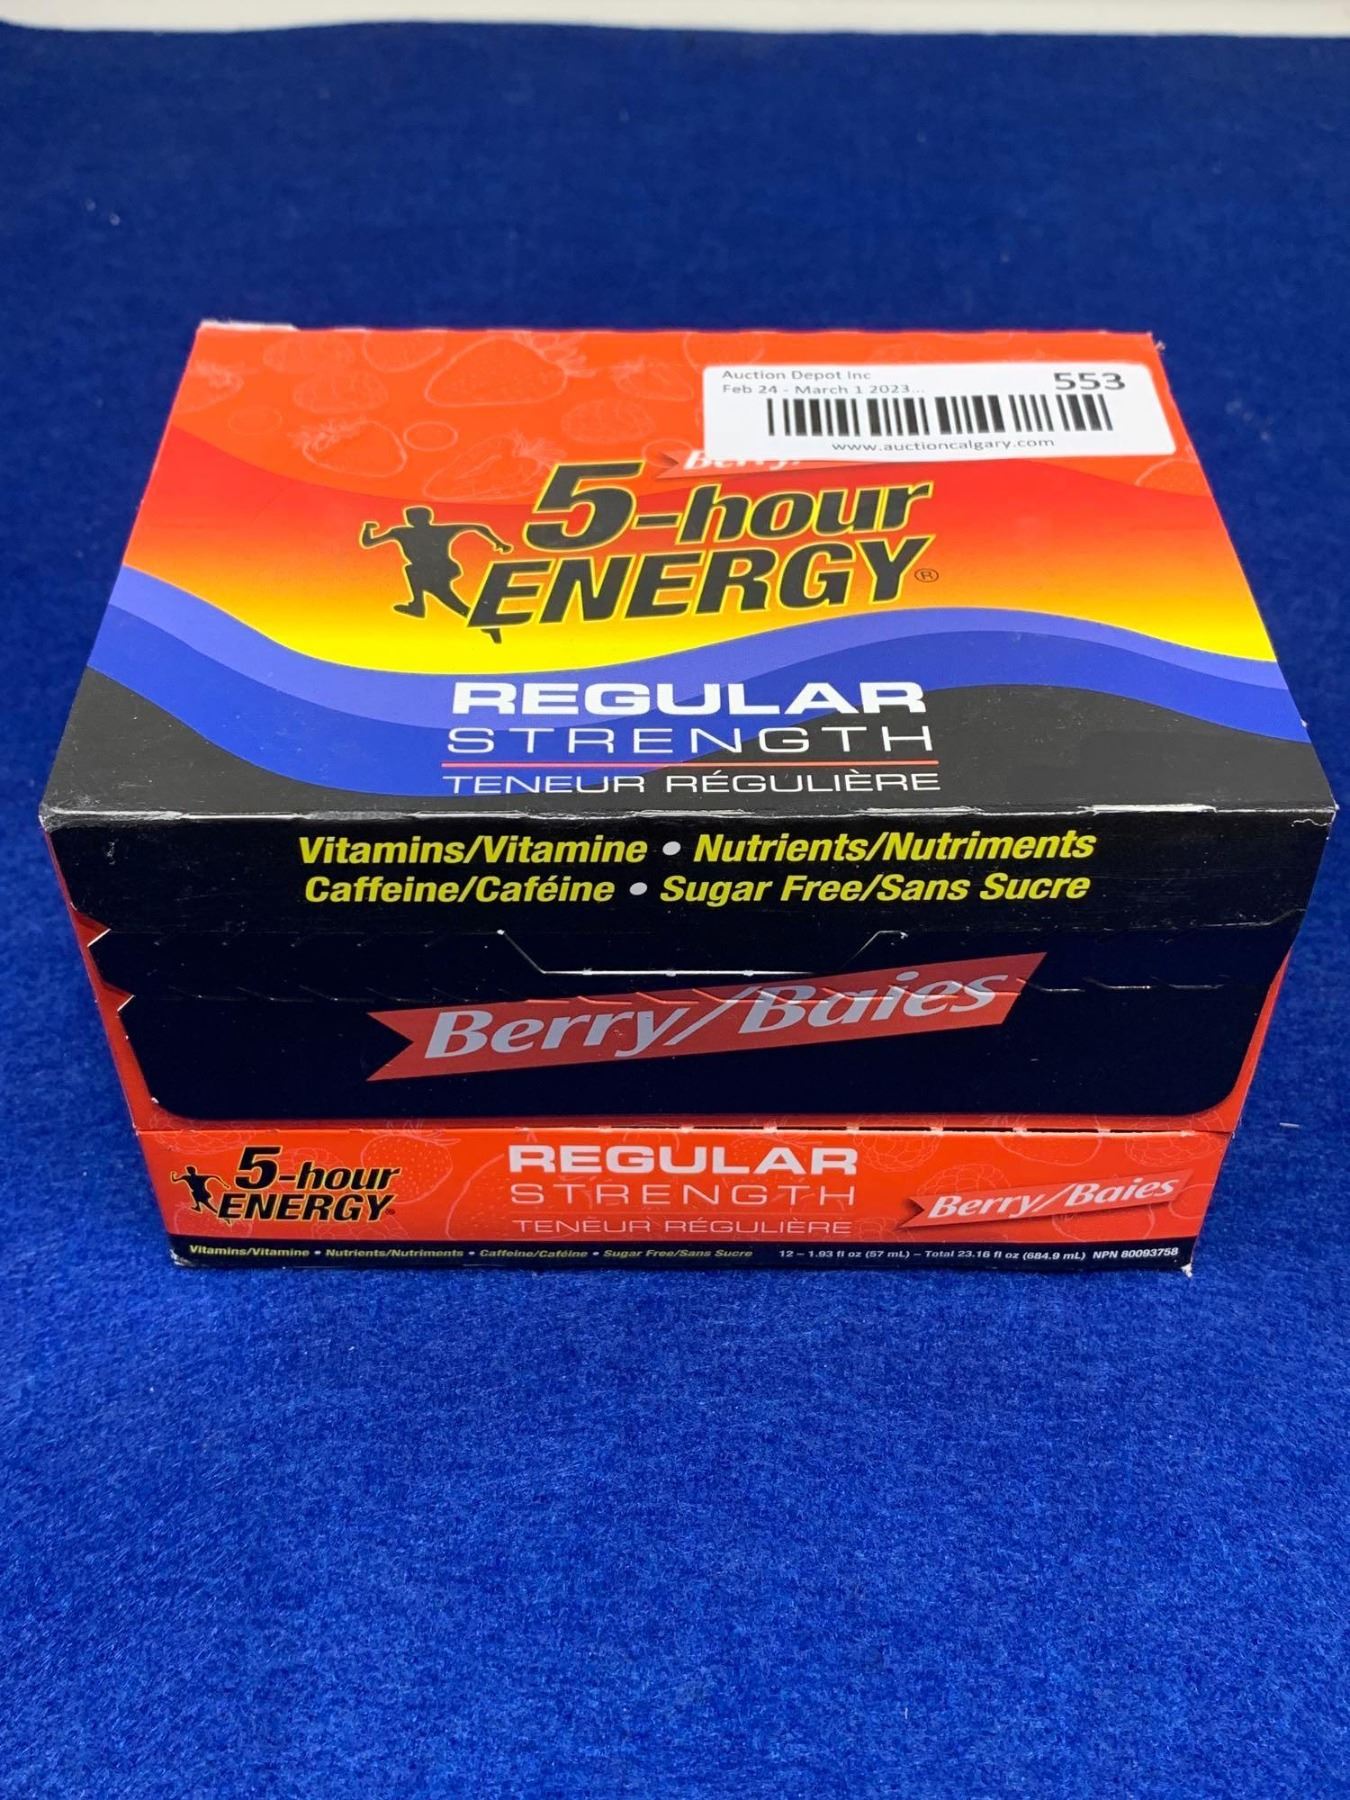 Auction Depot Inc
553
Feb 24 - March 1 2023...
www.auctioncalgary.com
5-hour
ENERGY®
REGULAR
STRENGTH
TENEUR RÉGULIÈRE
Vitamins/Vitamine • Nutrients/Nutriments
Caffeine/Caféine • Sugar Free/Sans Sucre
Berry/Baies
5-hour
ENERGY
REGULAR
STRENGTH
TENEUR RÉGULIÈRE
Berry/Baies
Vitamins/Vitamine • Nutrients/Nutriments • Caffeine/Caféine • Sugar Free/Sans Sucre 12 – 1.93 fl oz (57 mL) – Total 23.16 fl oz (684.9 mL) NPN 80093758